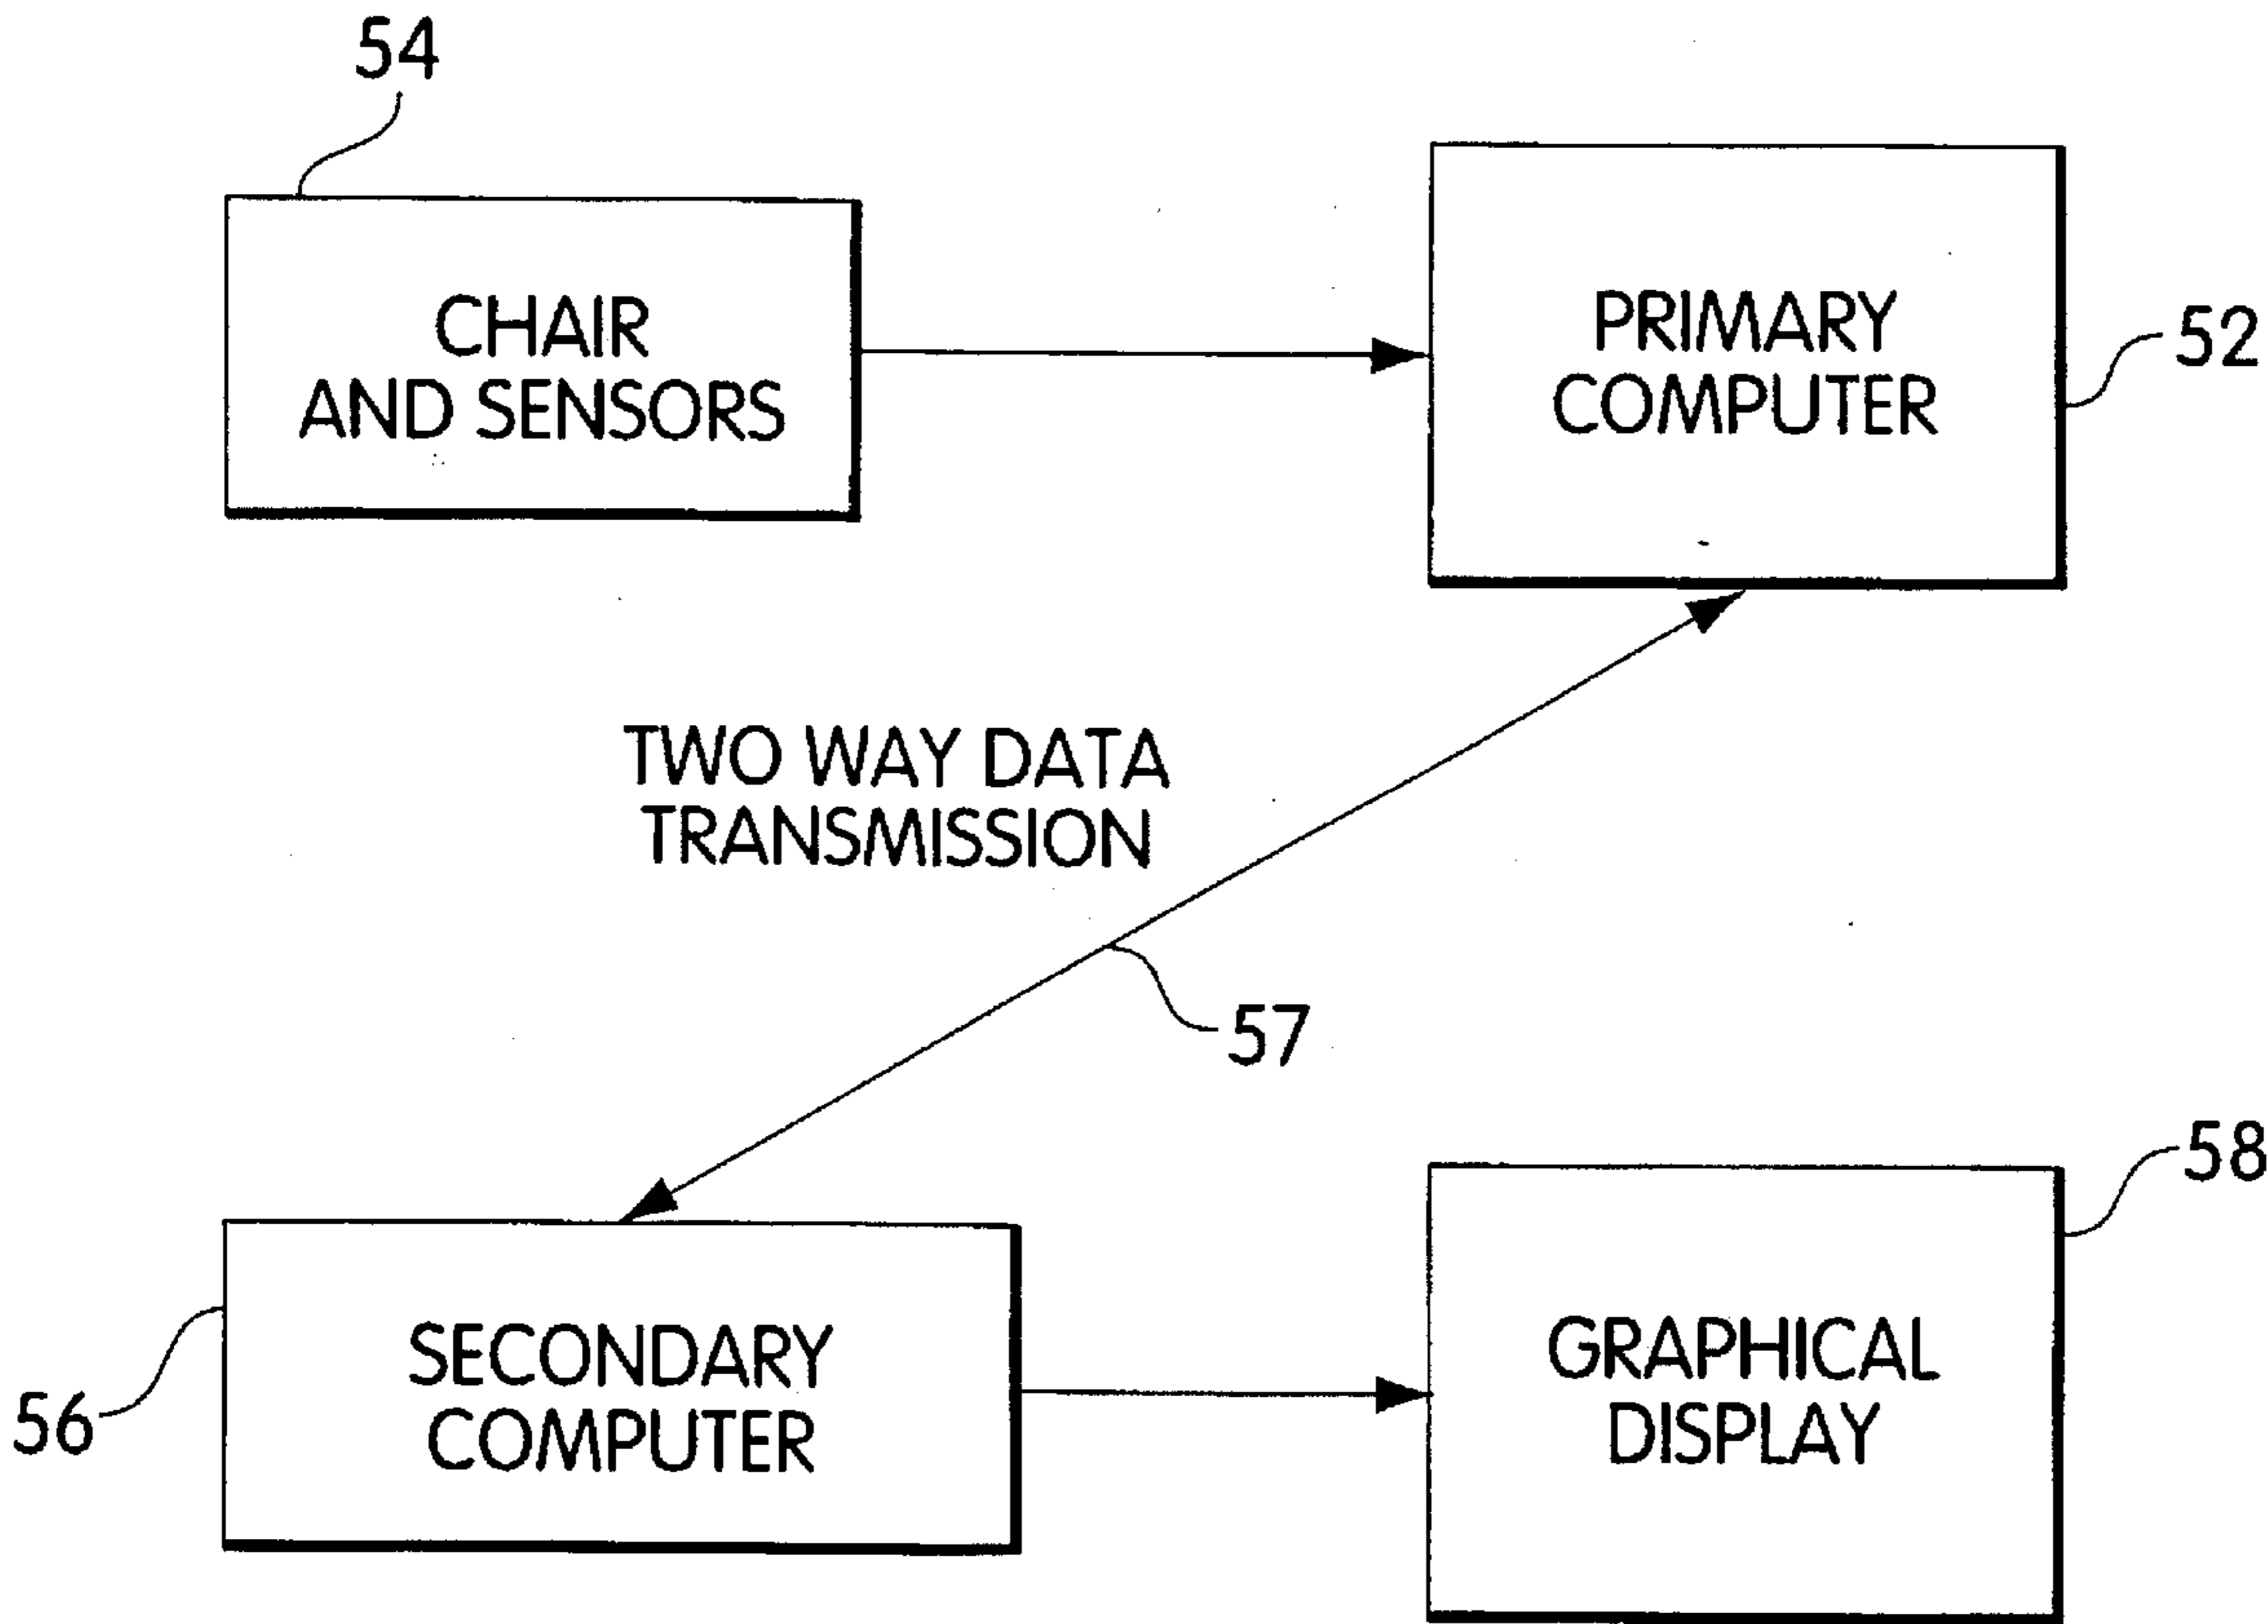 54
CHAIR
AND SENSORS
PRIMARY
COMPUTER
52
TWO WAY DATA
TRANSMISSION
57
58
56
SECONDARY
COMPUTER
GRAPHICAL
DISPLAY